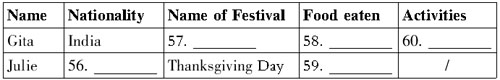 Name Nationality Name of Festival Food eaten Activities
Gita India 57. ________ 58. ________ 60. ________
Julie 56. ________ Thanksgiving Day 59. ________ /